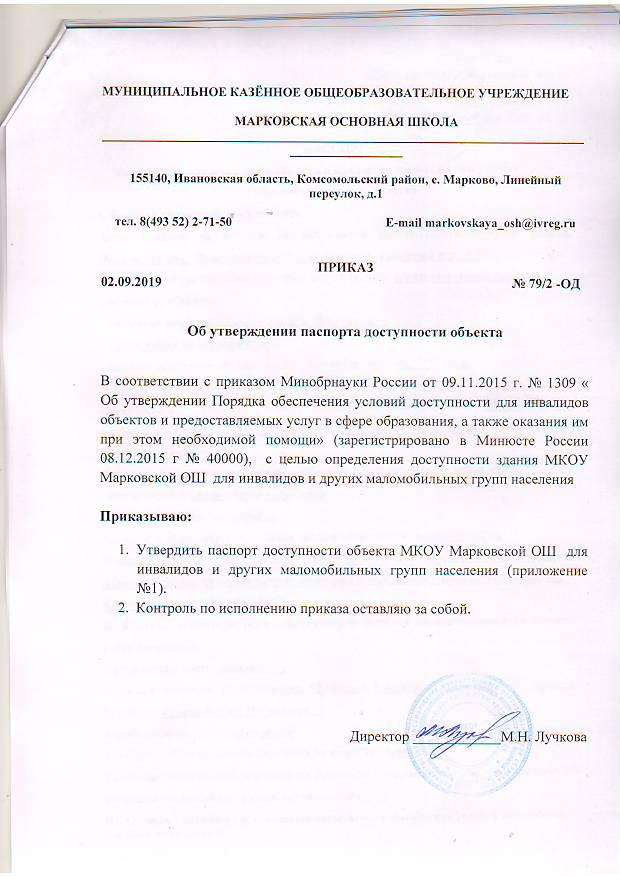 МУНИЦИПАЛЬНОЕ КАЗЁННОЕ ОБЩЕОБРАЗОВАТЕЛЬНОЕ УЧРЕЖДЕНИЕ
МАРКОВСКАЯ ОСНОВНАЯ ШКОЛА
155140, Ивановская область, Комсомольский район, с. Марково, Линейный
переулок, д.1
тел. 8(493 52) 2-71-50 E-mail markovskaya_osh@ivreg.ru
ПРИКАЗ
02.09.2019 № 79/2 -ОД
Об утверждении паспорта доступности объекта
В соответствии с приказом Минобрнауки России от 09.11.2015 г. № 1309 «
Об утверждении Порядка обеспечения условий доступности для инвалидов
объектов и предоставляемых услуг в сфере образования, а также оказания им
при этом необходимой помощи» (зарегистрировано в Минюсте России
08.12.2015 г № 40000), с целью определения доступности здания МКОУ
Марковской ОШ для инвалидов и других маломобильных групп населения
Приказываю:
1. Утвердить паспорт доступности объекта МКОУ Марковской ОШ для
инвалидов и других маломобильных групп населения (приложение
№1).
2. Контроль по исполнению приказа оставляю за собой.
Директор ____________М.Н. Лучкова